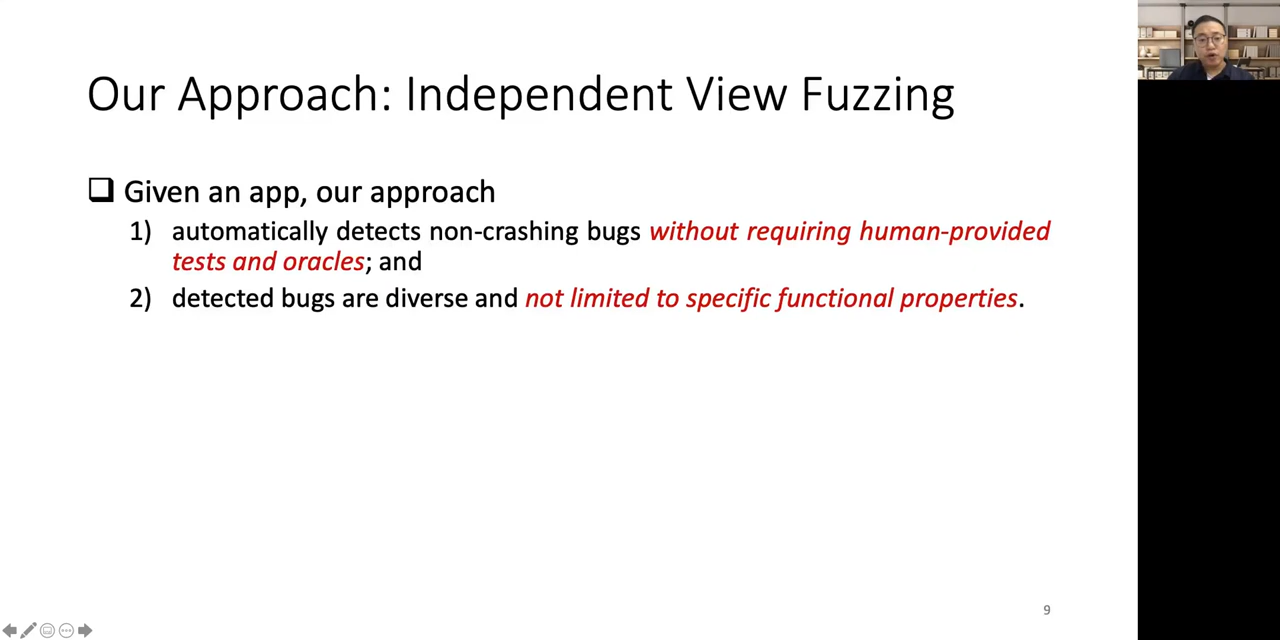 Our Approach: Independent View Fuzzing
Given an app, our approach
1) automatically detects non-crashing bugs without requiring human-provided
tests and oracles; and
2) detected bugs are diverse and not limited to specific functional properties.
9